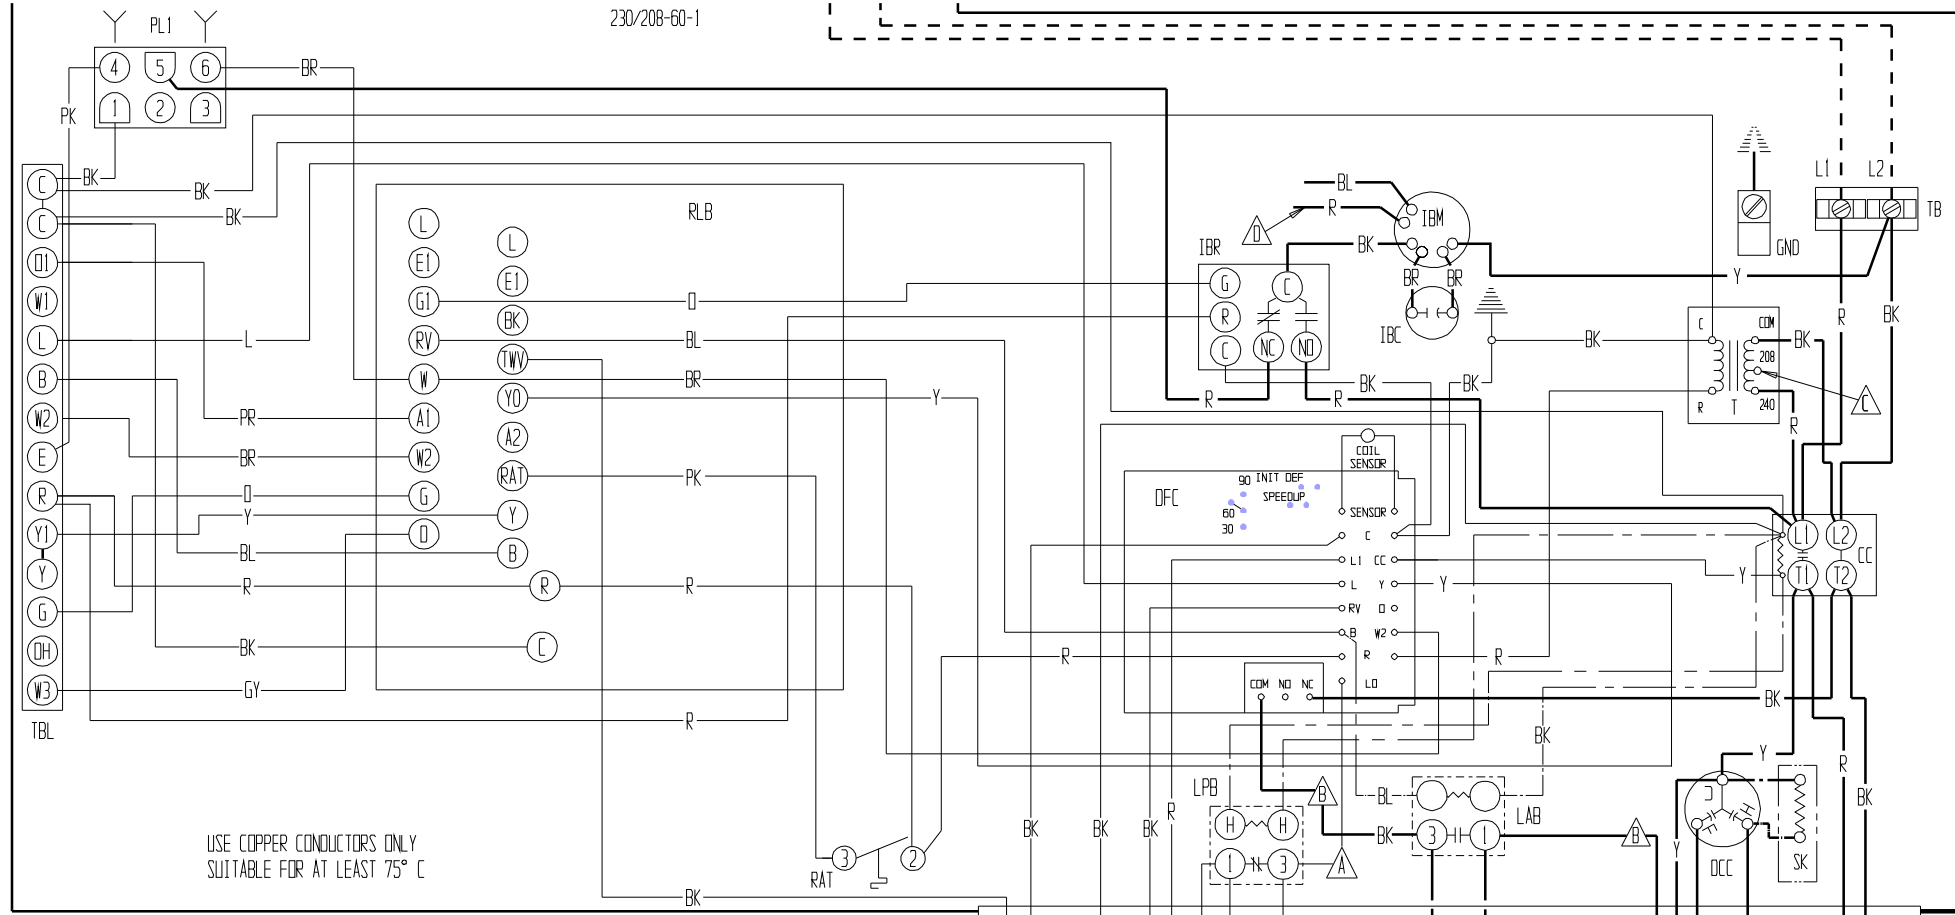 230/208-60-1
PL1
4 5 6
BR
1 2 3
PK
BK
BK
BK
L1 L2
TB
GND
C
C
O1
W1
L
B
W2
E
R
Y1
Y
G
OH
W3
TBL
L
PR
BR
O
Y
BL
R
BK
GY
RLB
L
E1
G1
RV
W
A1
W2
G
O
L
E1
BK
TWV
YO
A2
RAT
Y
B
R
C
O
BL
BR
Y
PK
R
R
BK
BL
R
D
IBM
BK
BR BR
IBC
IBR
G
R
C
C
NC NO
R
BK
R
BK
BK
Y
R
BK
C COM
BK
208
240
R T
C
R
COIL
SENSOR
DFC
90 INIT DEF
SPEEDUP
60
30
SENSOR
C
L1 CC
L Y
RV O
B W2
R
LO
COM NO NC
R
R
Y
Y
L1 L2
T1 T2
CC
BK
BK
LPB
H H
1 3
A
B
BL
BK
3 1
LAB
B
BK
BK
BK
R
Y
Y
R
BK
C
F
H
OCC
SK
RAT
3 2
USE COPPER CONDUCTORS ONLY
SUITABLE FOR AT LEAST 75° C